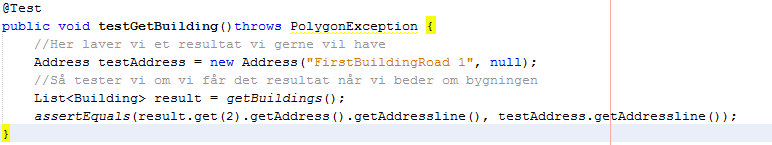 @Test
public void testGetBuilding()throws PolygonException {
//Her laver vi et resultat vi gerne vil have
Address testAddress = new Address("FirstBuildingRoad 1", null);
//Så tester vi om vi får det resultat når vi beder om bygningen
List<Building> result = getBuildings();
assertEquals(result.get(2).getAddress().getAddressline(), testAddress.getAddressline());
}